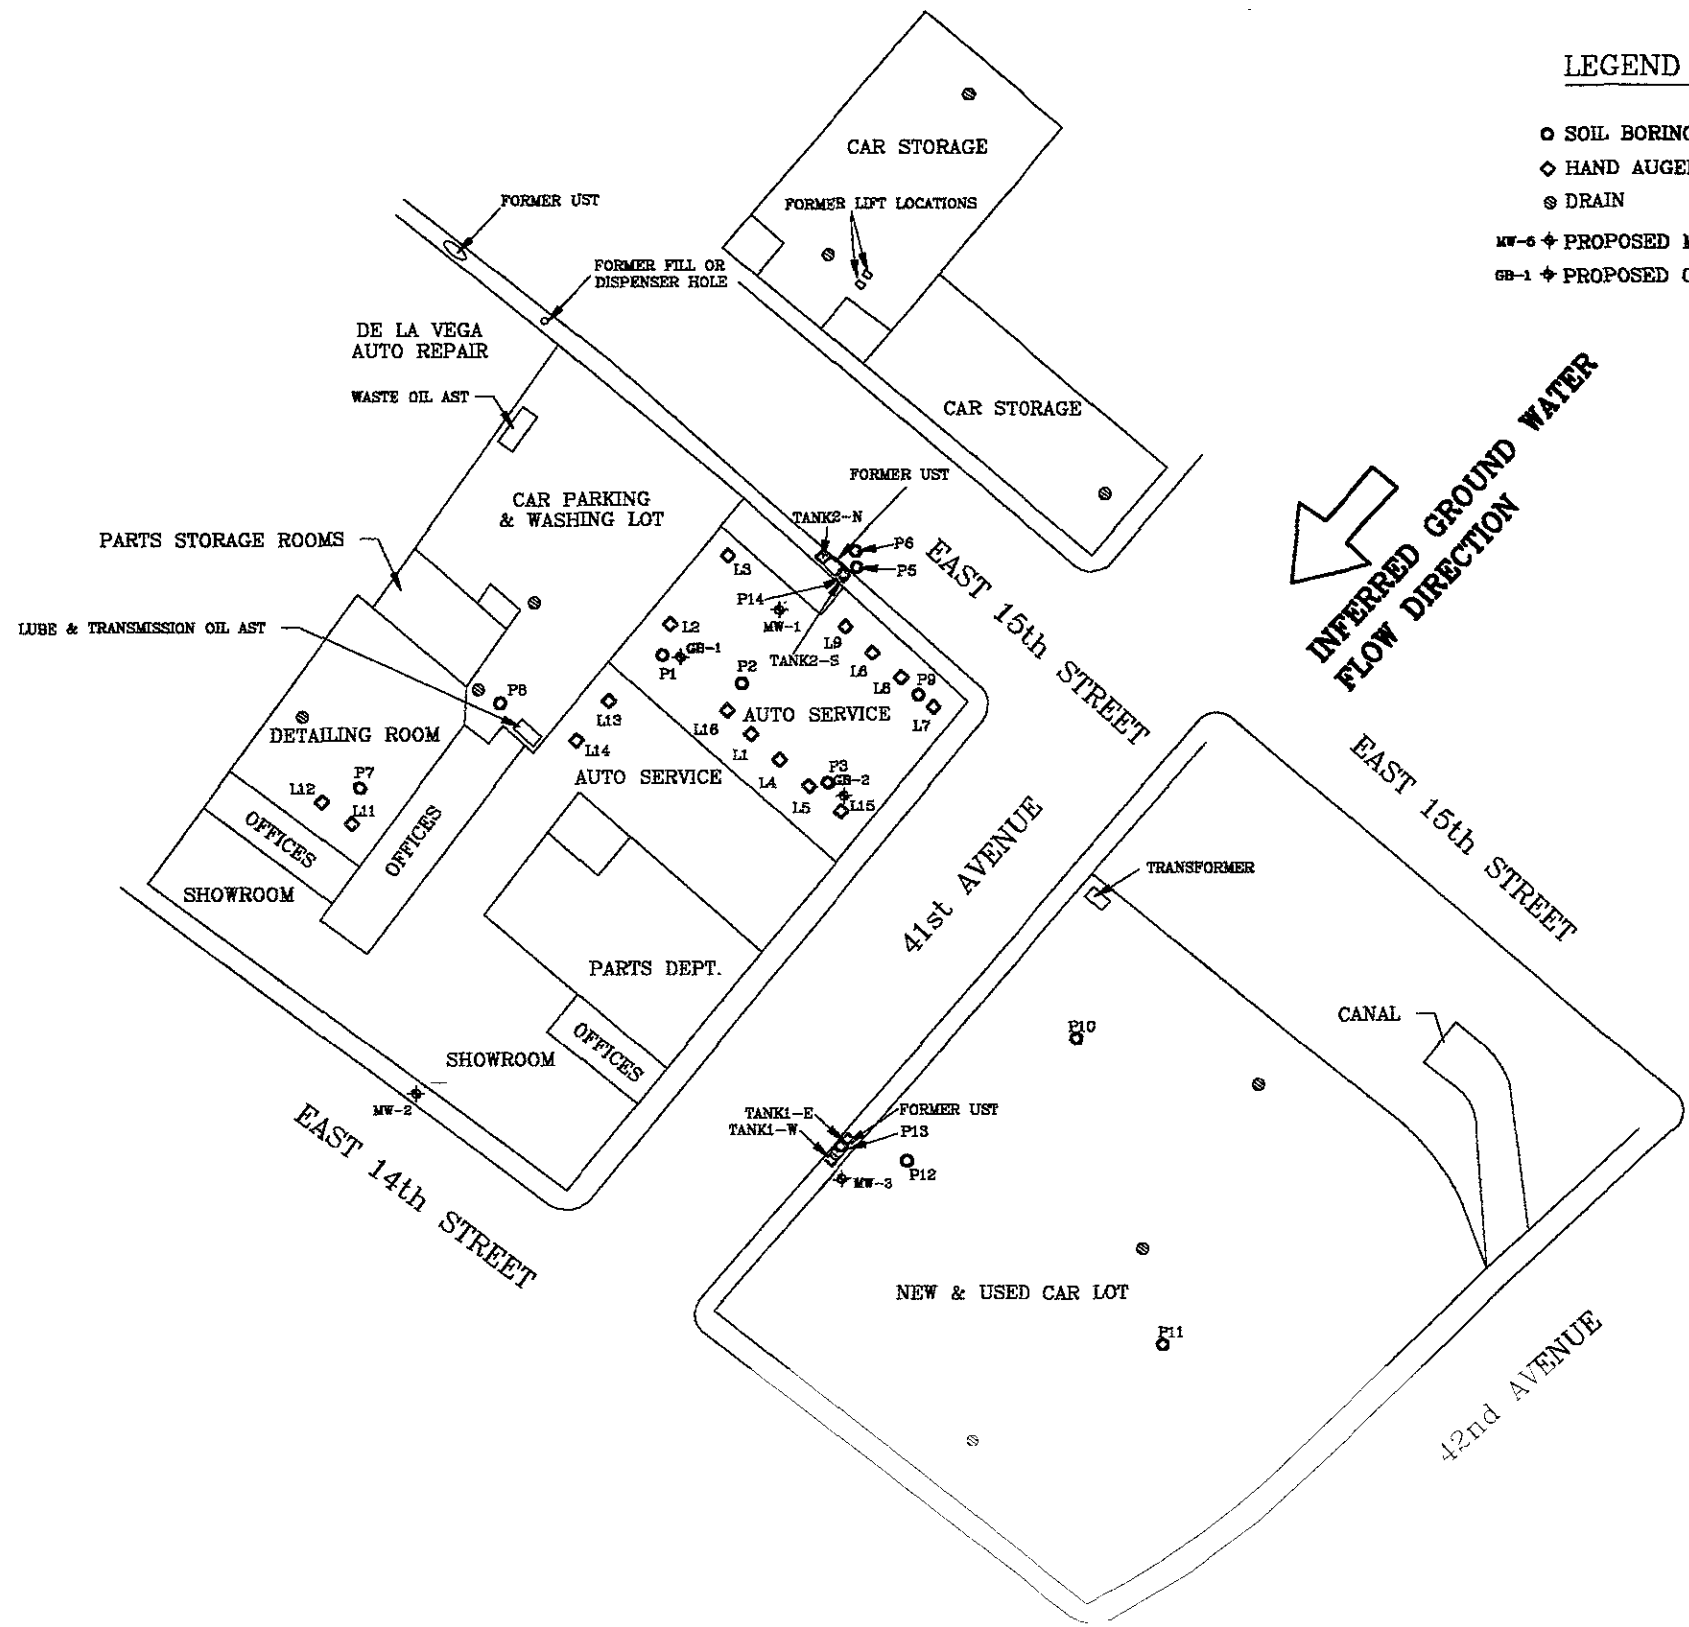 LEGEND
SOIL BORING
HAND AUGER
DRAIN
MW-6 PROPOSED
GB-1 PROPOSED
CAR STORAGE
FORMER UST
FORMER LIFT LOCATIONS
FORMER FILL OR
DISPENSER HOLE
DE LA VEGA
AUTO REPAIR
WASTE OIL AST
CAR STORAGE
INFERRED GROUND WATER
FLOW DIRECTION
FORMER UST
CAR PARKING
& WASHING LOT
TANK2-N
PARTS STORAGE ROOMS
P6
P5
EAST 15th STREET
L3
P14
MW-1
LUBE & TRANSMISSION OIL AST
L2
L9
GB-1
P1
TANK2-S
P2
L6
L8
P9
L7
P8
L13
L16
AUTO SERVICE
DETAILING ROOM
L14
L1
AUTO SERVICE
L4
P3
GB-2
L5
L15
P7
L12
L11
OFFICES
OFFICES
SHOWROOM
41st AVENUE
EAST 15th STREET
TRANSFORMER
PARTS DEPT.
CANAL
P10
OFFICES
SHOWROOM
MW-2
TANK1-E
FORMER UST
TANK1-W
P13
P12
MW-3
EAST 14th STREET
NEW & USED CAR LOT
P11
42nd AVENUE